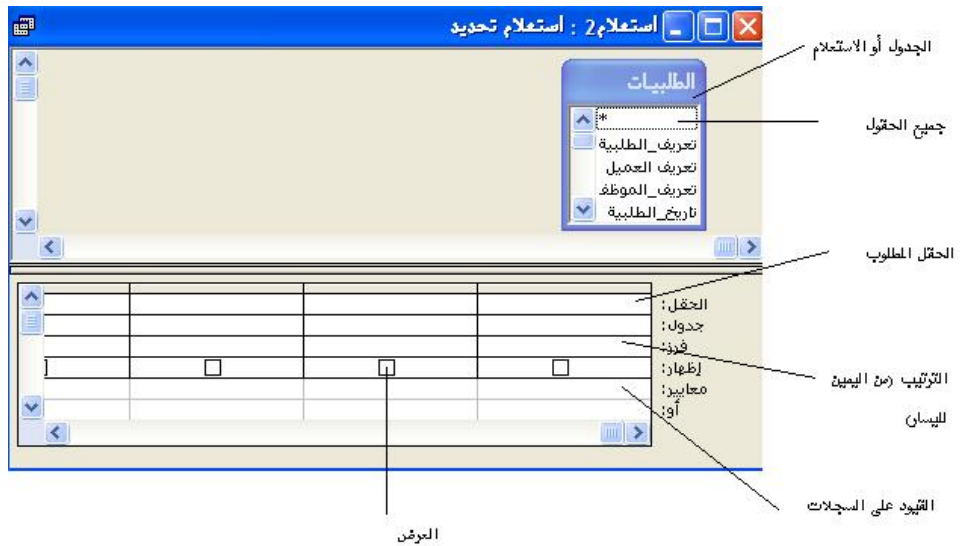 استعلام2 : استعلام تحديد
الجدول أو الاستعلام
الطلبيات
*
جميع الحقول
تعريف_الطلبية
تعريف العميل
تعريف_الموظف
تاريخ_الطلبية
الحقل المطلوب
الحقل:
جدول:
فرز:
إظهار:
معايير:
أو:
الترتيب (من اليمين
لليسان
القيود على السجلات
العرض